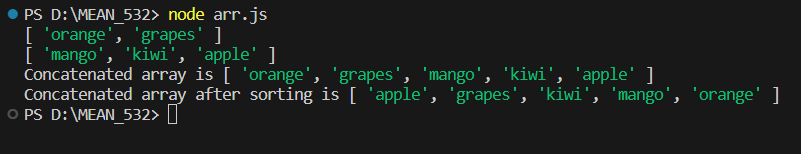 PS D:\MEAN_532> node arr.js
[ 'orange', 'grapes' ]
[ 'mango', 'kiwi', 'apple' ]
Concatenated array is [ 'orange', 'grapes', 'mango', 'kiwi', 'apple' ]
Concatenated array after sorting is [ 'apple', 'grapes', 'kiwi', 'mango', 'orange' ]
PS D:\MEAN_532>